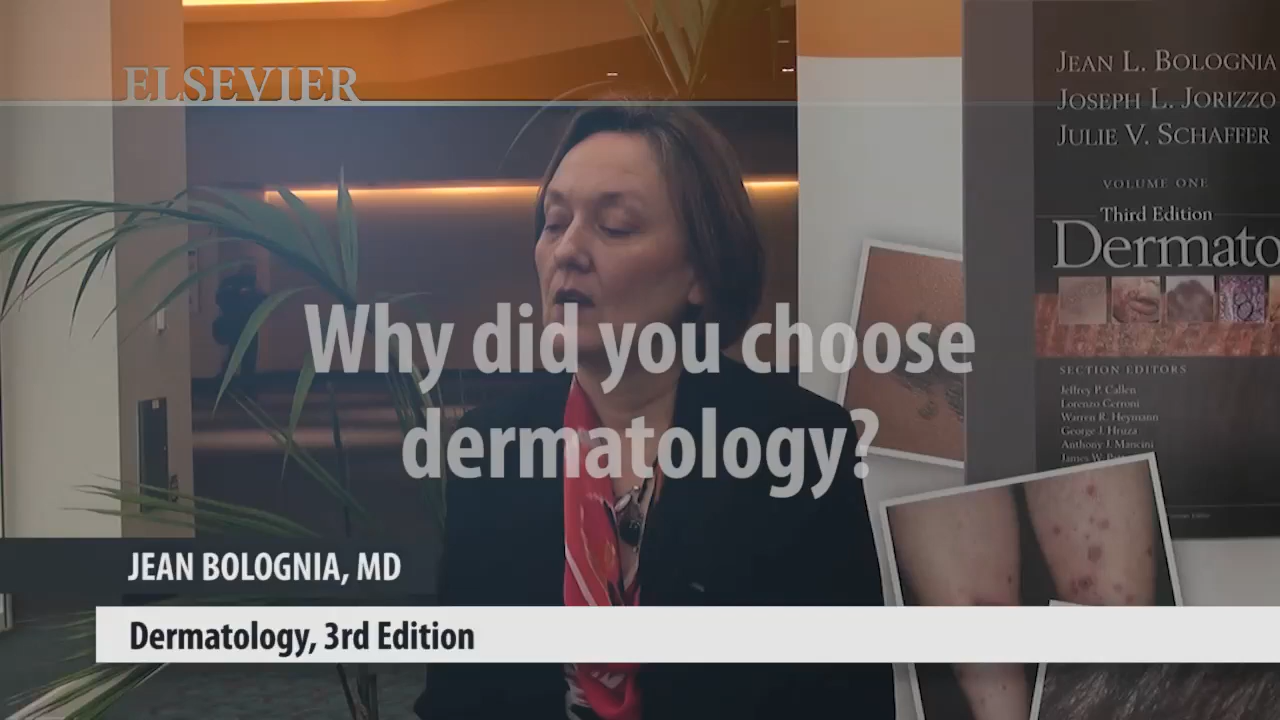 ELSEVIER
JEAN L. BOLOGNIA
JOSEPH L. JORIZZO
JULIE V. SCHAFFER
VOLUME ONE
Third Edition
Dermato
SECTION EDITORS
Jeffrey P. Callen
Lorenzo Cerroni
Warren R. Heymann
George J. Hruza
Anthony J. Mancini
James W.
Why did you choose
dermatology?
JEAN BOLOGNIA, MD
Dermatology, 3rd Edition